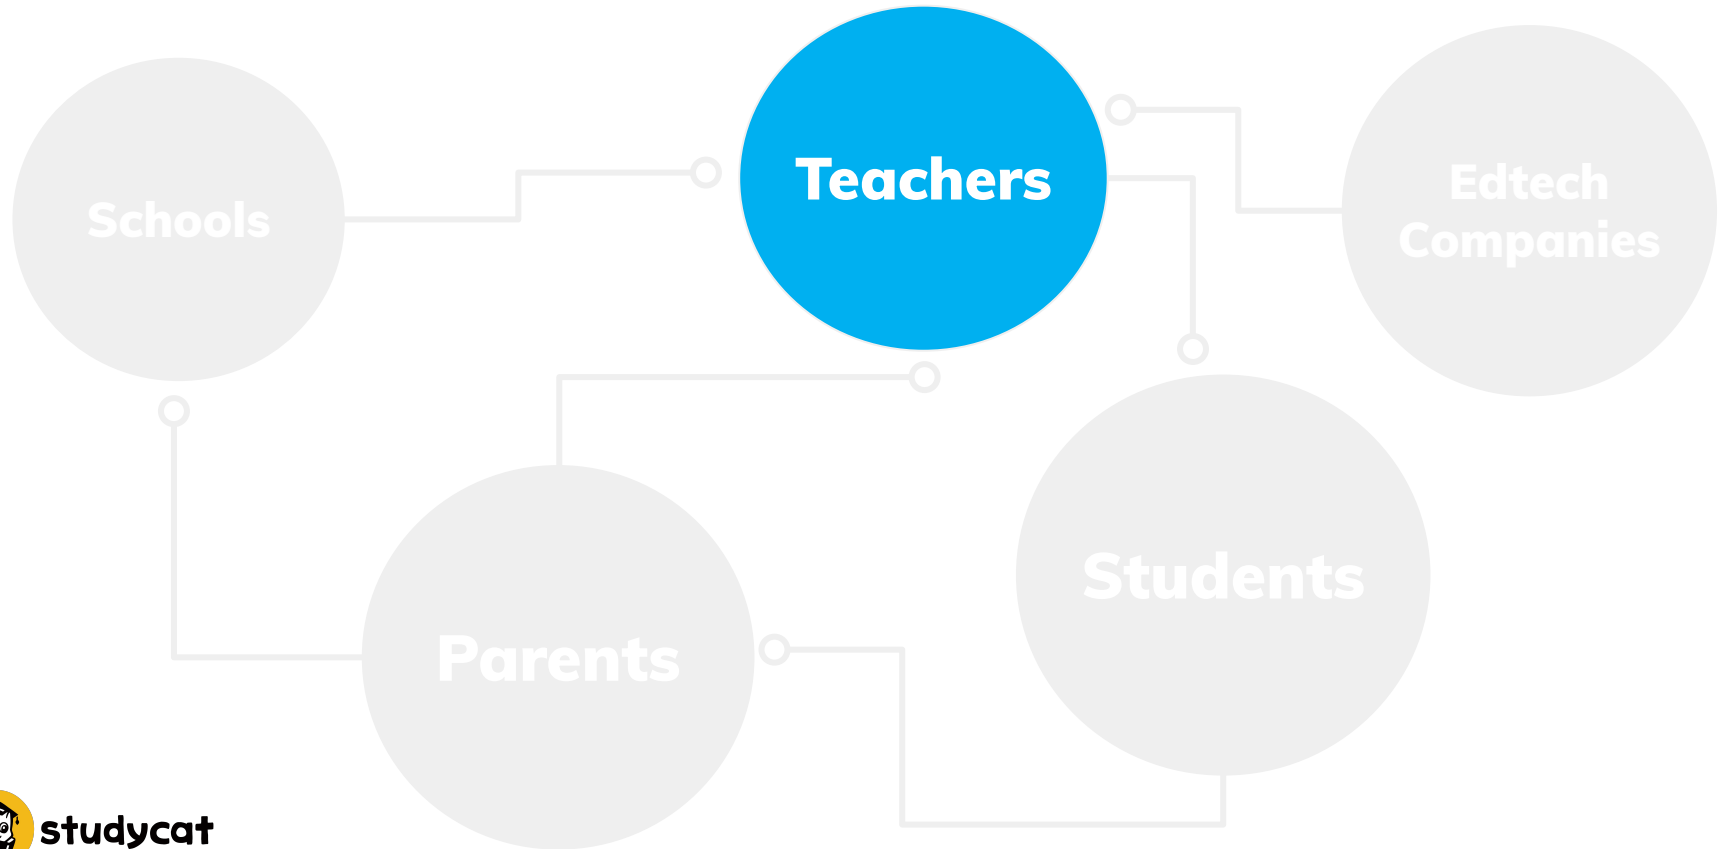 Schools
Teachers
Edtech
Companies
Parents
Students
studycat